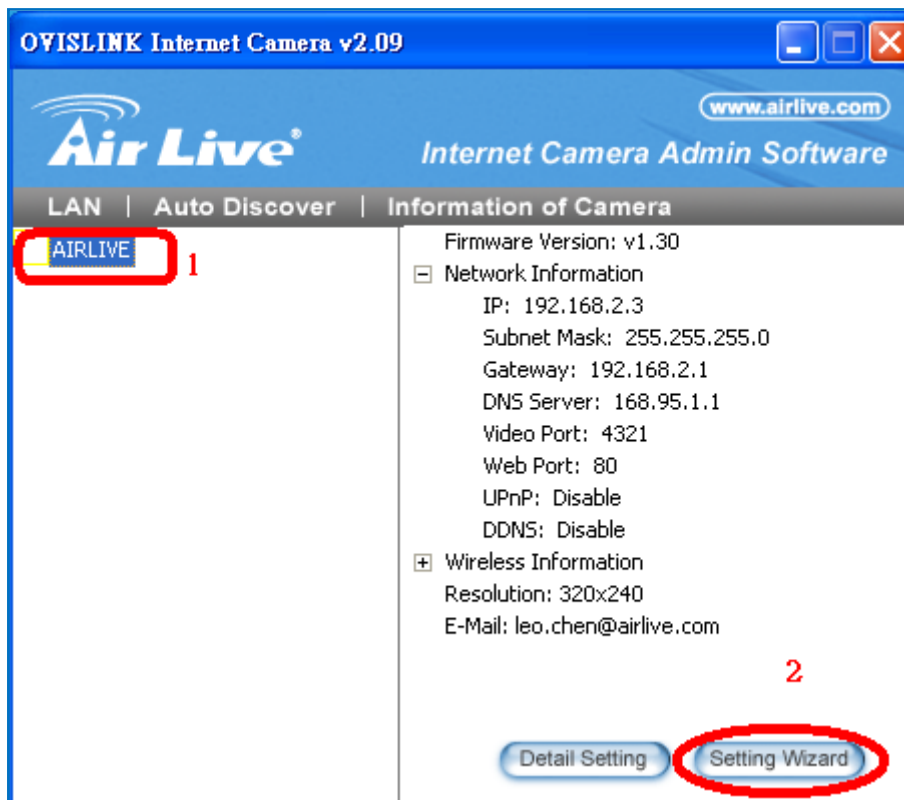 OVISLINK Internet Camera v2.09
www.airlive.com
Air Live®
Internet Camera Admin Software
LAN | Auto Discover | Information of Camera
AIRLIVE
1
Firmware Version: v1.30
Network Information
IP: 192.168.2.3
Subnet Mask: 255.255.255.0
Gateway: 192.168.2.1
DNS Server: 168.95.1.1
Video Port: 4321
Web Port: 80
UPnP: Disable
DDNS: Disable
Wireless Information
Resolution: 320x240
E-Mail: leo.chen@airlive.com
2
Detail Setting
Setting Wizard